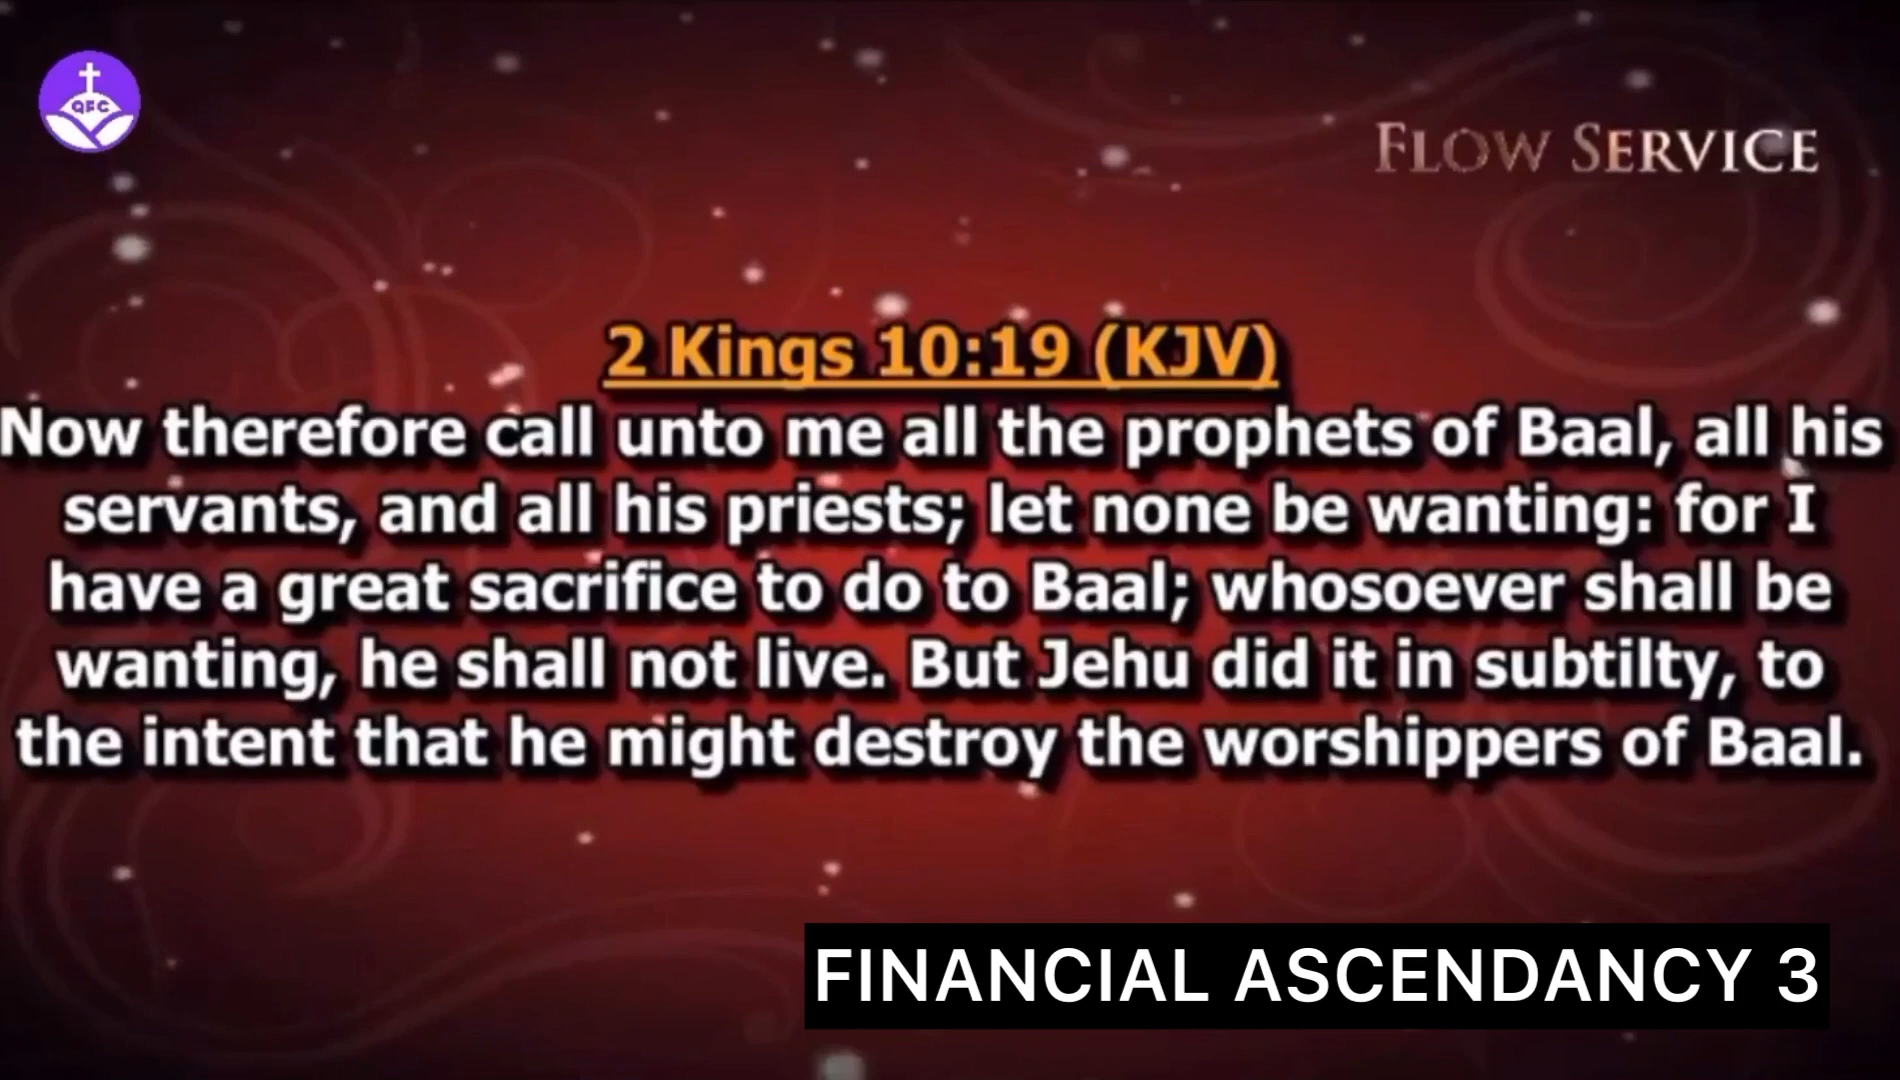 QFC
FLOW SERVICE
2 Kings 10:19 (KJV)
Now therefore call unto me all the prophets of Baal, all his
servants, and all his priests; let none be wanting: for I
have a great sacrifice to do to Baal; whosoever shall be
wanting, he shall not live. But Jehu did it in subtilty, to
the intent that he might destroy the worshippers of Baal.
FINANCIAL ASCENDANCY 3